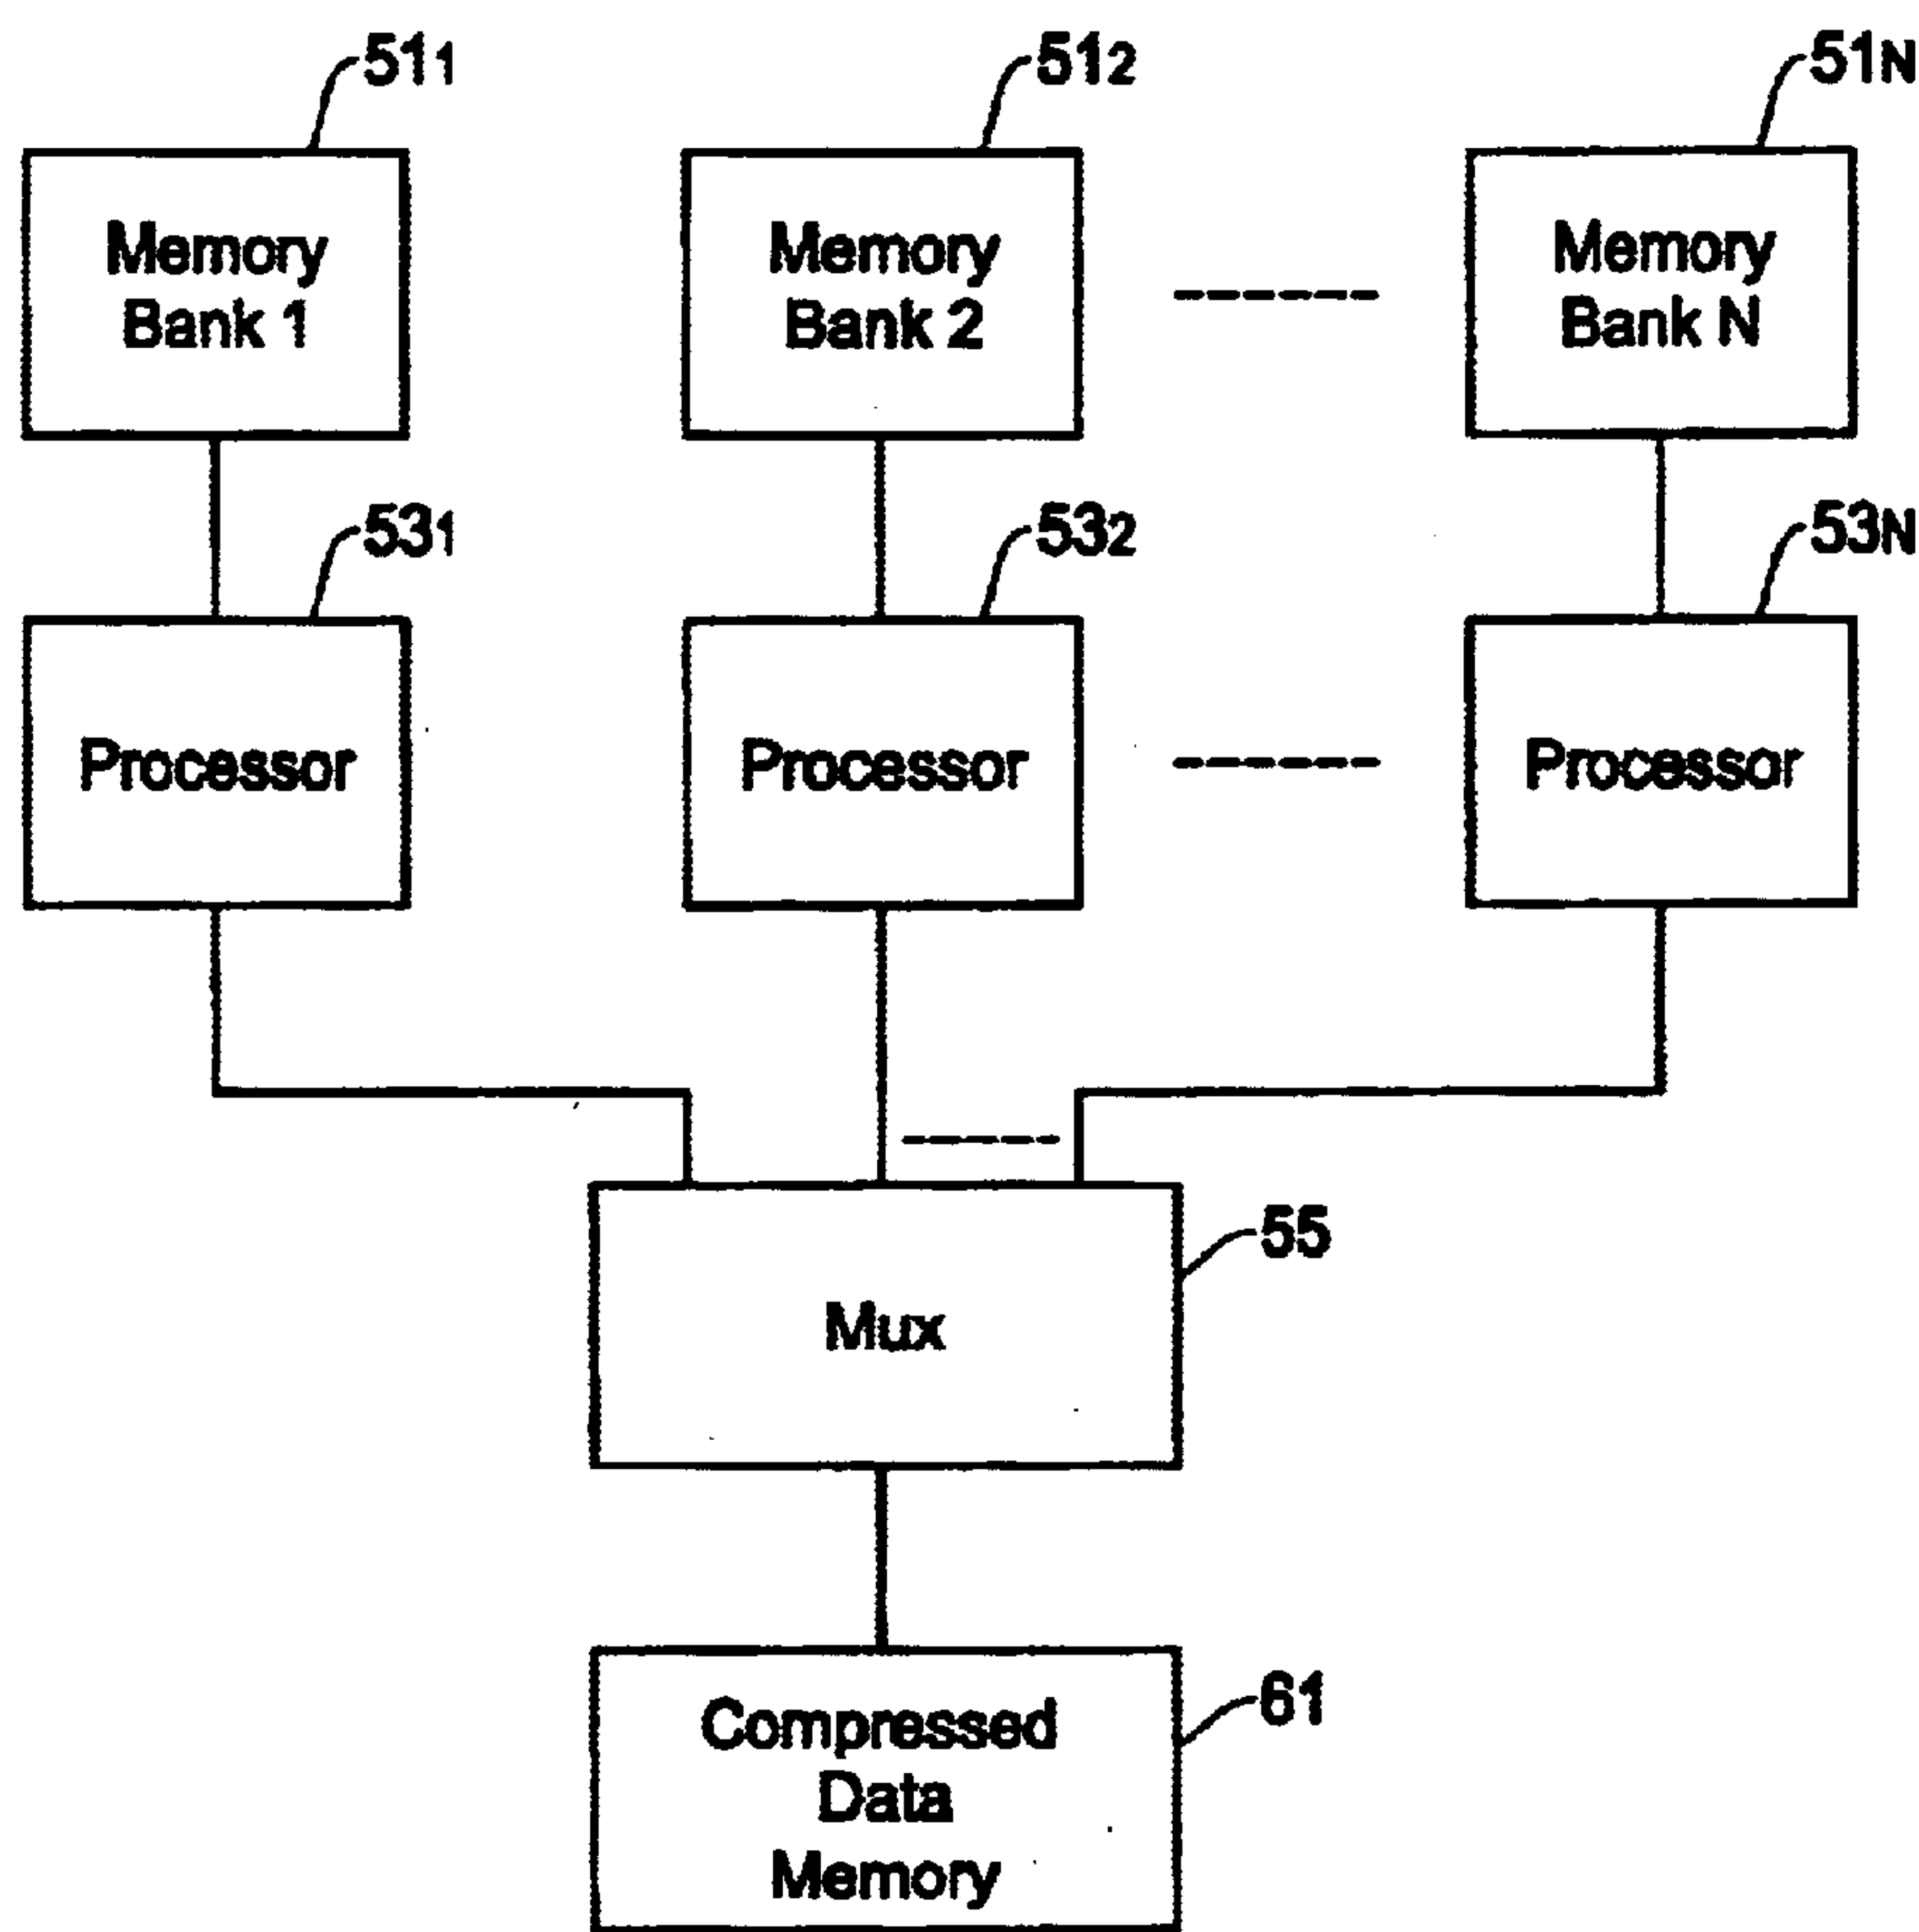 51₁ 51₂ 51N
Memory
Bank 1
Memory
Bank 2
Memory
Bank N
53₁ 53₂ 53N
Processor Processor Processor
55
Mux
61
Compressed
Data
Memory